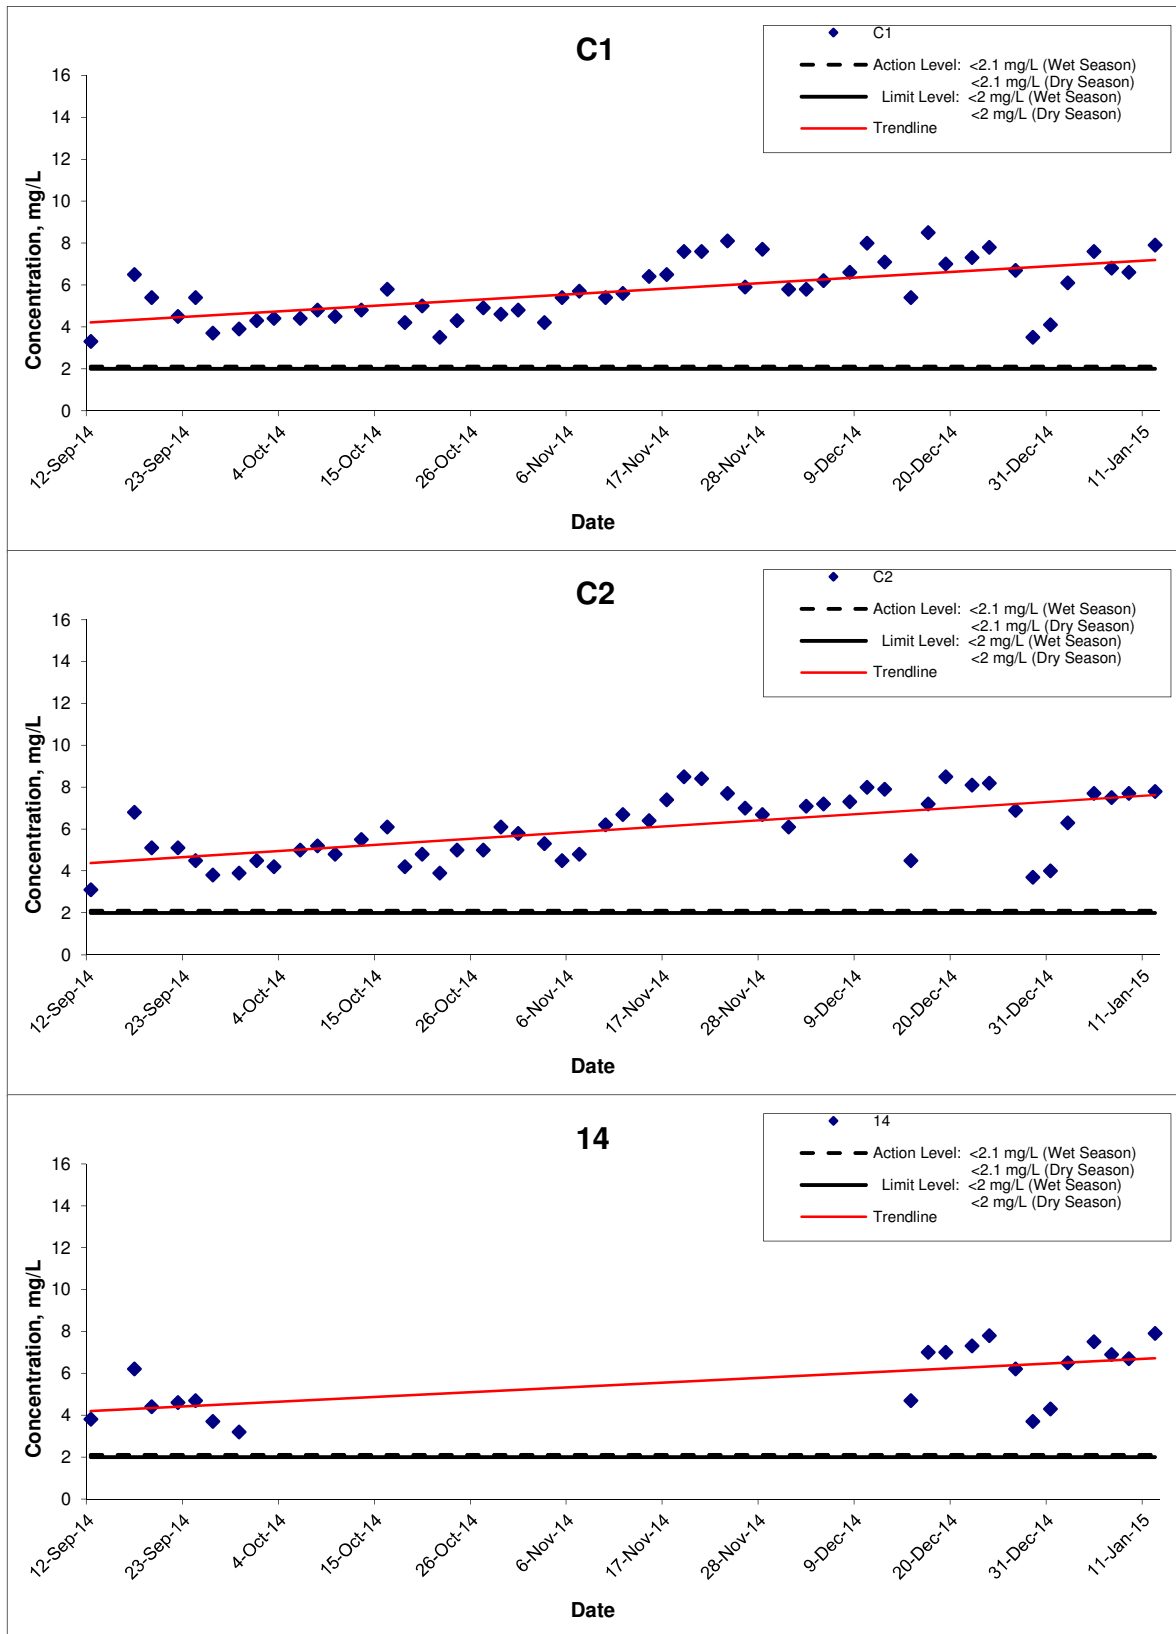 C1
C1
Action Level: <2.1 mg/L (Wet Season)
<2.1 mg/L (Dry Season)
Limit Level: <2 mg/L (Wet Season)
<2 mg/L (Dry Season)
Trendline
Concentration, mg/L
16
14
12
10
8
6
4
2
0
12-Sep-14
23-Sep-14
4-Oct-14
15-Oct-14
26-Oct-14
6-Nov-14
17-Nov-14
28-Nov-14
9-Dec-14
20-Dec-14
31-Dec-14
11-Jan-15
Date
C2
C2
Action Level: <2.1 mg/L (Wet Season)
<2.1 mg/L (Dry Season)
Limit Level: <2 mg/L (Wet Season)
<2 mg/L (Dry Season)
Trendline
Concentration, mg/L
16
14
12
10
8
6
4
2
0
12-Sep-14
23-Sep-14
4-Oct-14
15-Oct-14
26-Oct-14
6-Nov-14
17-Nov-14
28-Nov-14
9-Dec-14
20-Dec-14
31-Dec-14
11-Jan-15
Date
14
14
Action Level: <2.1 mg/L (Wet Season)
<2.1 mg/L (Dry Season)
Limit Level: <2 mg/L (Wet Season)
<2 mg/L (Dry Season)
Trendline
Concentration, mg/L
16
14
12
10
8
6
4
2
0
12-Sep-14
23-Sep-14
4-Oct-14
15-Oct-14
26-Oct-14
6-Nov-14
17-Nov-14
28-Nov-14
9-Dec-14
20-Dec-14
31-Dec-14
11-Jan-15
Date